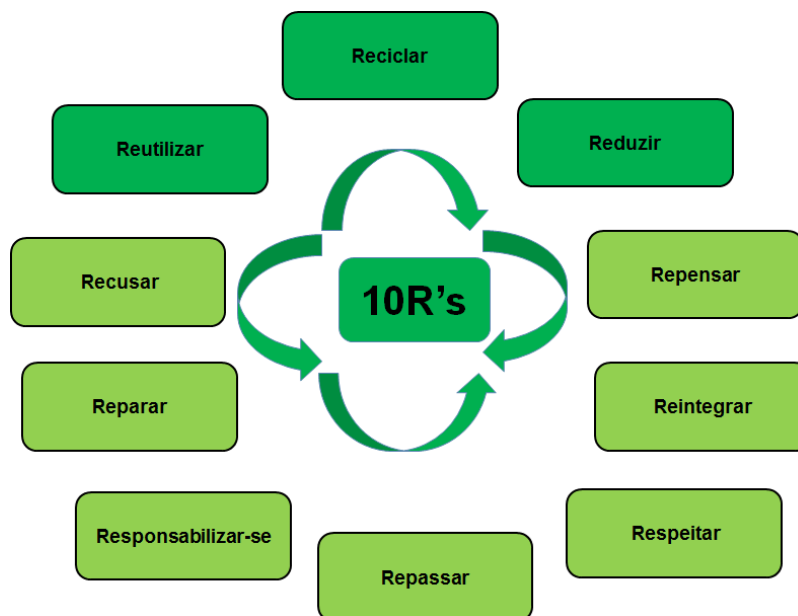 Reciclar
Reutilizar
Reduzir
Recusar
10R's
Repensar
Reparar
Reintegrar
Responsabilizar-se
Repassar
Respeitar